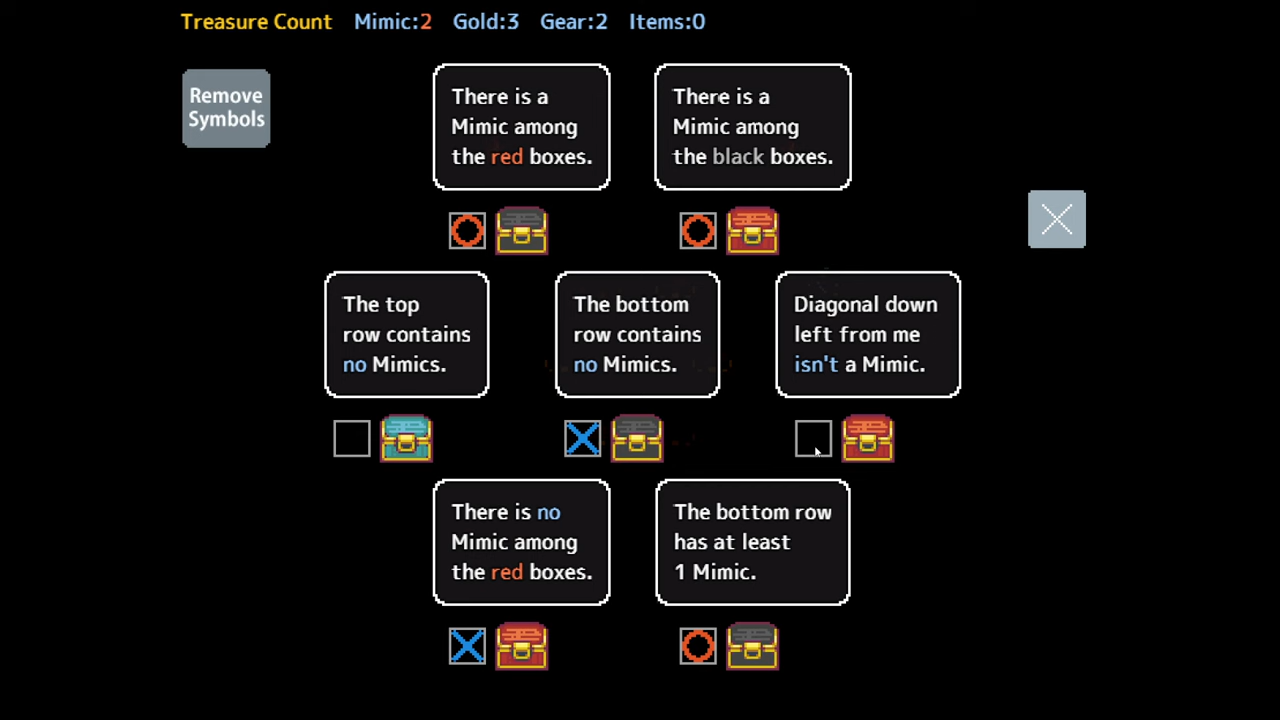 Treasure Count Mimic:2 Gold:3 Gear:2 Items:0
Remove
Symbols
There is a
Mimic among
the red boxes.
There is a
Mimic among
the black boxes.
The top
row contains
no Mimics.
The bottom
row contains
no Mimics.
Diagonal down
left from me
isn't a Mimic.
There is no
Mimic among
the red boxes.
The bottom row
has at least
1 Mimic.